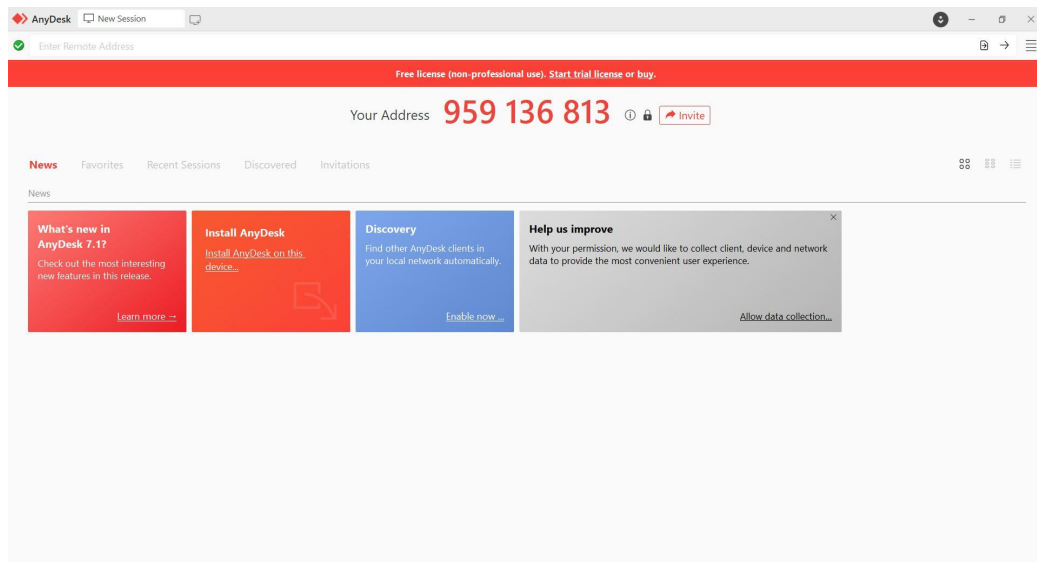 AnyDesk New Session
Enter Remote Address
Free license (non-professional use). Start trial license or buy.
Your Address 959 136 813 Invite
News Favorites Recent Sessions Discovered Invitations
News
What's new in
AnyDesk 7.1?
Check out the most interesting
new features in this release.
Learn more →
Install AnyDesk
Install AnyDesk on this
device...
Discovery
Find other AnyDesk clients in
your local network automatically.
Enable now ...
Help us improve
With your permission, we would like to collect client, device and network
data to provide the most convenient user experience.
Allow data collection...